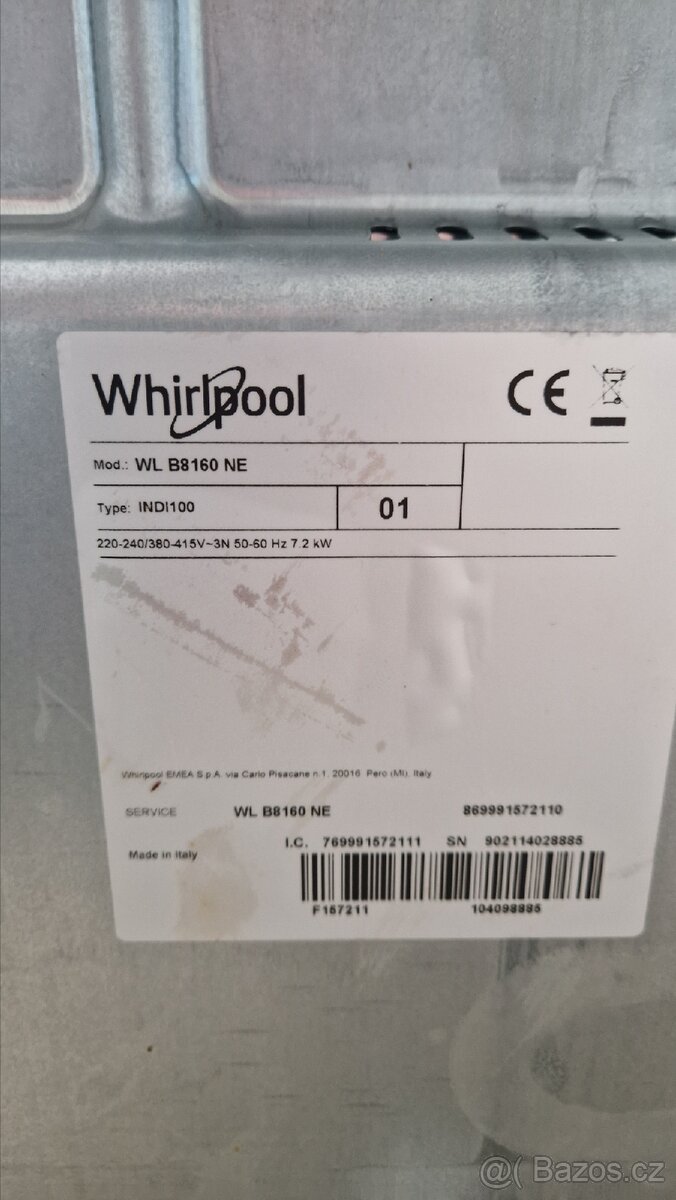 Whirlpool CE
Mod.: WL B8160 NE
Type: INDI100 01
220-240/380-415V~3N 50-60 Hz 7.2 kW
Whirlpool EMEA S.p.A. via Carlo Pisacane n.1, 20016 Pero (MI), Italy
SERVICE WL B8160 NE 869991572110
I.C. 769991572111 SN 902114028885
Made in Italy
F157211 104098885
@( Bazoš.cz